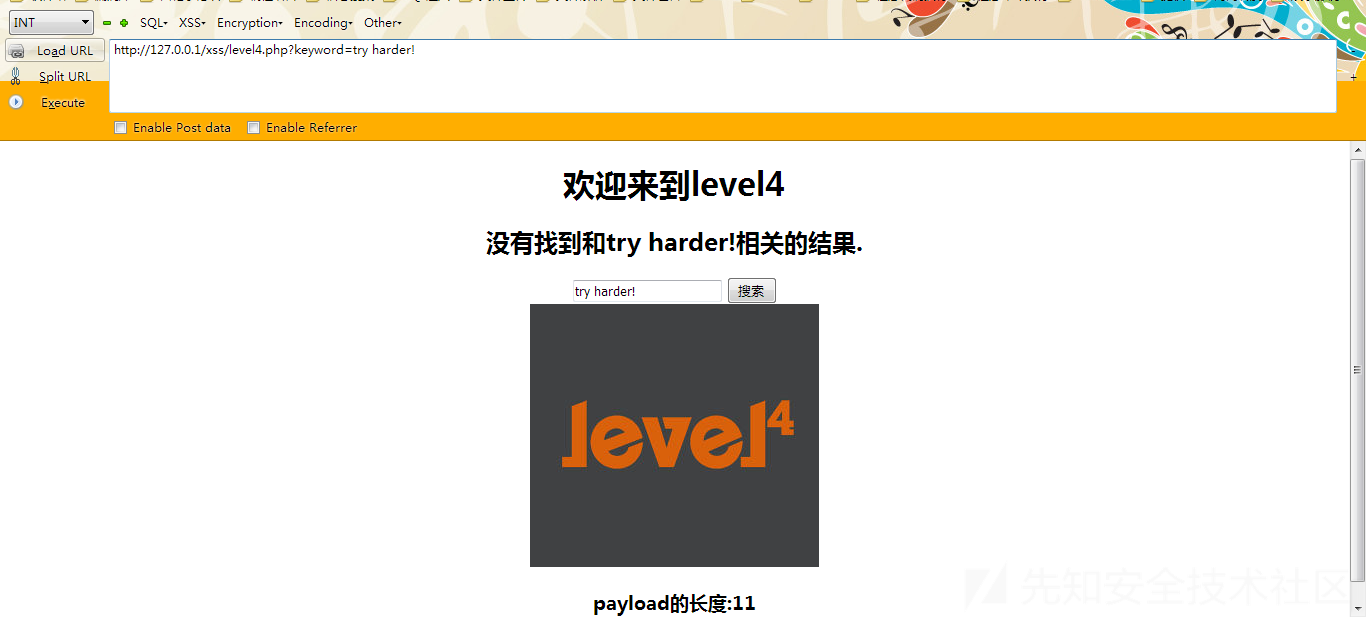 INT SQL- XSS- Encryption- Encoding- Other-
Load URL http://127.0.0.1/xss/level4.php?keyword=try harder!
Split URL
Execute
Enable Post data Enable Referrer
欢迎来到level4
没有找到和try harder!相关的结果.
try harder! 搜索
level4
payload的长度:11
先知安全技术社区